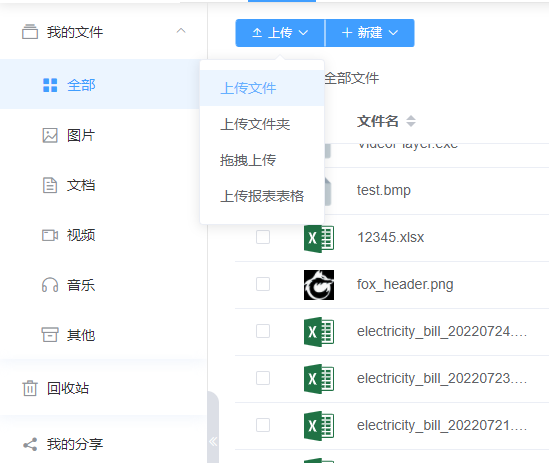 我的文件
全部
图片
文档
视频
音乐
其他
回收站
我的分享
上传
新建
上传文件
上传文件夹
拖拽上传
上传报表表格
全部文件
文件名
VideoPlayer.exe
test.bmp
12345.xlsx
fox_header.png
electricity_bill_20220724....
electricity_bill_20220723....
electricity_bill_20220721....